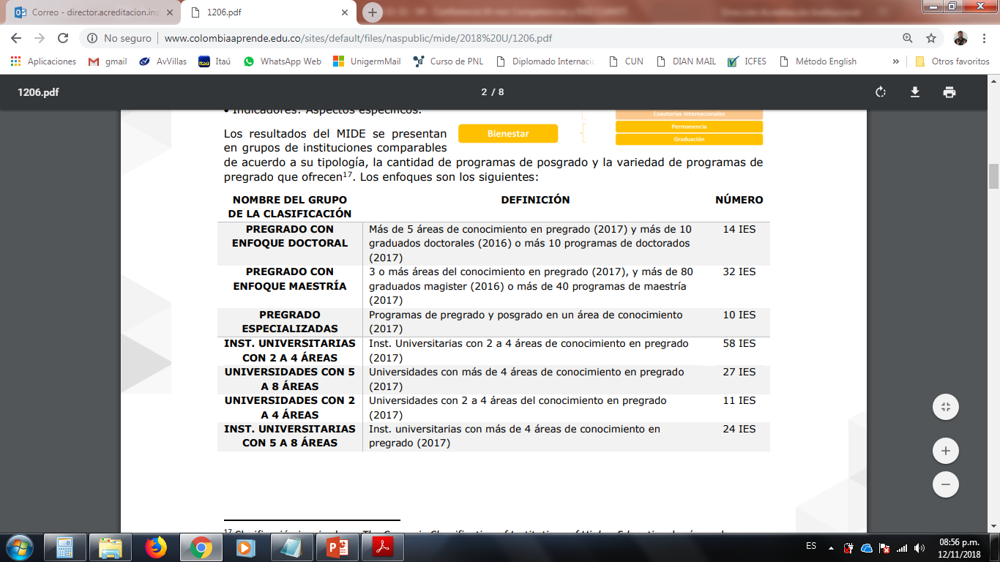 Correo - director.acreditacion.ins
1206.pdf
No seguro www.colombiaaprende.edu.co/sites/default/files/naspublic/mide/2018%20U/1206.pdf
Aplicaciones gmail AvVillas Itaú WhatsApp Web UnigermMail Curso de PNL Diplomado Internaci CUN DIAN MAIL ICFES Método English » Otros favoritos
1206.pdf 2 / 8
• Indicadores: Aspectos específicos.
Coautorías Internacionales
Permanencia
Bienestar
Graduación
Los resultados del MIDE se presentan
en grupos de instituciones comparables
de acuerdo a su tipología, la cantidad de programas de posgrado y la variedad de programas de
pregrado que ofrecen17. Los enfoques son los siguientes:
NOMBRE DEL GRUPO DEFINICIÓN NÚMERO
DE LA CLASIFICACIÓN
PREGRADO CON Más de 5 áreas de conocimiento en pregrado (2017) y más de 10 14 IES
ENFOQUE DOCTORAL graduados doctorales (2016) o más 10 programas de doctorados
(2017)
PREGRADO CON 3 o más áreas del conocimiento en pregrado (2017), y más de 80 32 IES
ENFOQUE MAESTRÍA graduados magister (2016) o más de 40 programas de maestría
(2017)
PREGRADO Programas de pregrado y posgrado en un área de conocimiento 10 IES
ESPECIALIZADAS (2017)
INST. UNIVERSITARIAS Inst. Universitarias con 2 a 4 áreas de conocimiento en pregrado 58 IES
CON 2 A 4 ÁREAS (2017)
UNIVERSIDADES CON 5 Universidades con más de 4 áreas de conocimiento en pregrado 27 IES
A 8 ÁREAS (2017)
UNIVERSIDADES CON 2 Universidades con 2 a 4 áreas del conocimiento en pregrado 11 IES
A 4 ÁREAS (2017)
INST. UNIVERSITARIAS Inst. universitarias con más de 4 áreas de conocimiento en 24 IES
CON 5 A 8 ÁREAS pregrado (2017)
ES 08:56 p.m.
12/11/2018